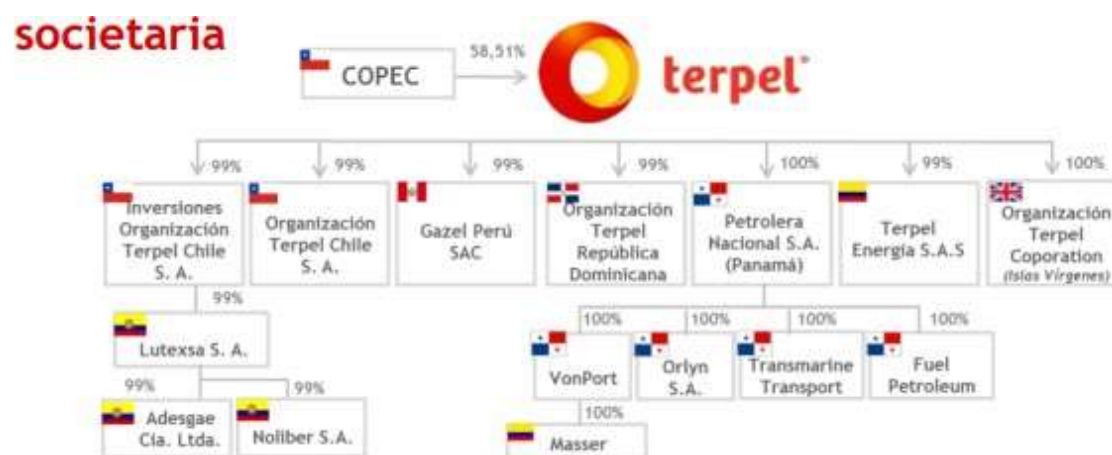 societaria
COPEC
58,51%
terpel
99%
99%
99%
99%
100%
99%
100%
Inversiones
Organización
Terpel Chile
S. A.
Organización
Terpel Chile
S. A.
Gazel Perú
SAC
Organización
Terpel
República
Dominicana
Petrolera
Nacional S.A.
(Panamá)
Terpel
Energía S.A.S
Organización
Terpel
Coporation
(Islas Vírgenes)
99%
Lutexsa S. A.
99%
99%
Adesgae
Cia. Ltda.
Noliber S.A.
100%
100%
100%
100%
VonPort
Orlyn
S.A.
Transmarine
Transport
Fuel
Petroleum
100%
Masser